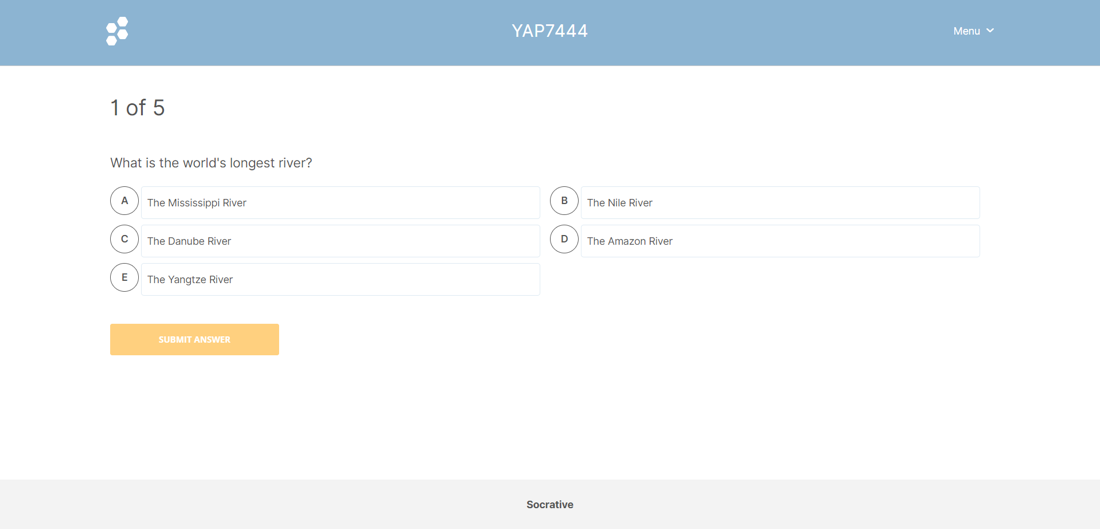 YAP7444
Menu
1 of 5
What is the world's longest river?
A The Mississippi River
B The Nile River
C The Danube River
D The Amazon River
E The Yangtze River
SUBMIT ANSWER
Socrative